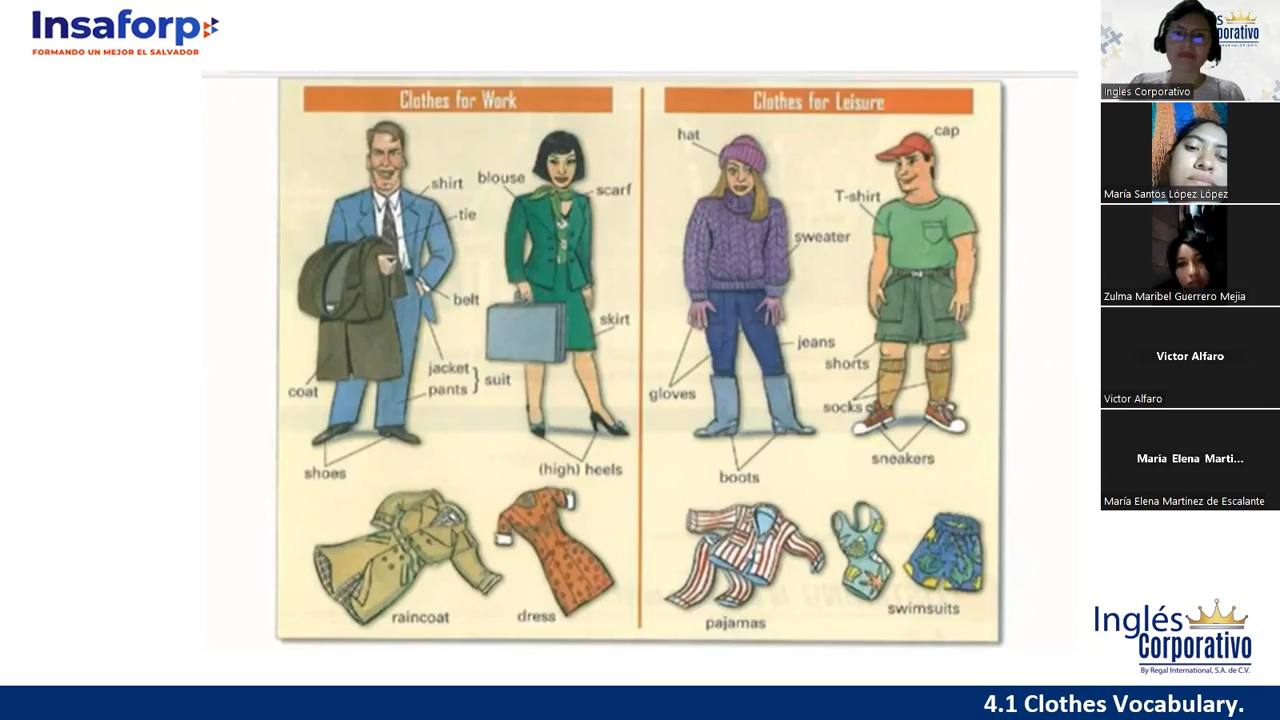 Insaforp
FORMANDO UN MEJOR EL SALVADOR
Clothes for Work
shirt
blouse
scarf
tie
belt
skirt
jacket
pants
suit
coat
shoes
(high) heels
raincoat
dress
Clothes for Leisure
hat
cap
T-shirt
sweater
jeans
shorts
gloves
socks
sneakers
boots
pajamas
swimsuits
Ingles Corporativo
María Santos López López
Zulma Maribel Guerrero Mejia
Victor Alfaro
Victor Alfaro
María Elena Marti...
María Elena Martinez de Escalante
Inglés
Corporativo
By Regal International, S.A. de C.V.
4.1 Clothes Vocabulary.